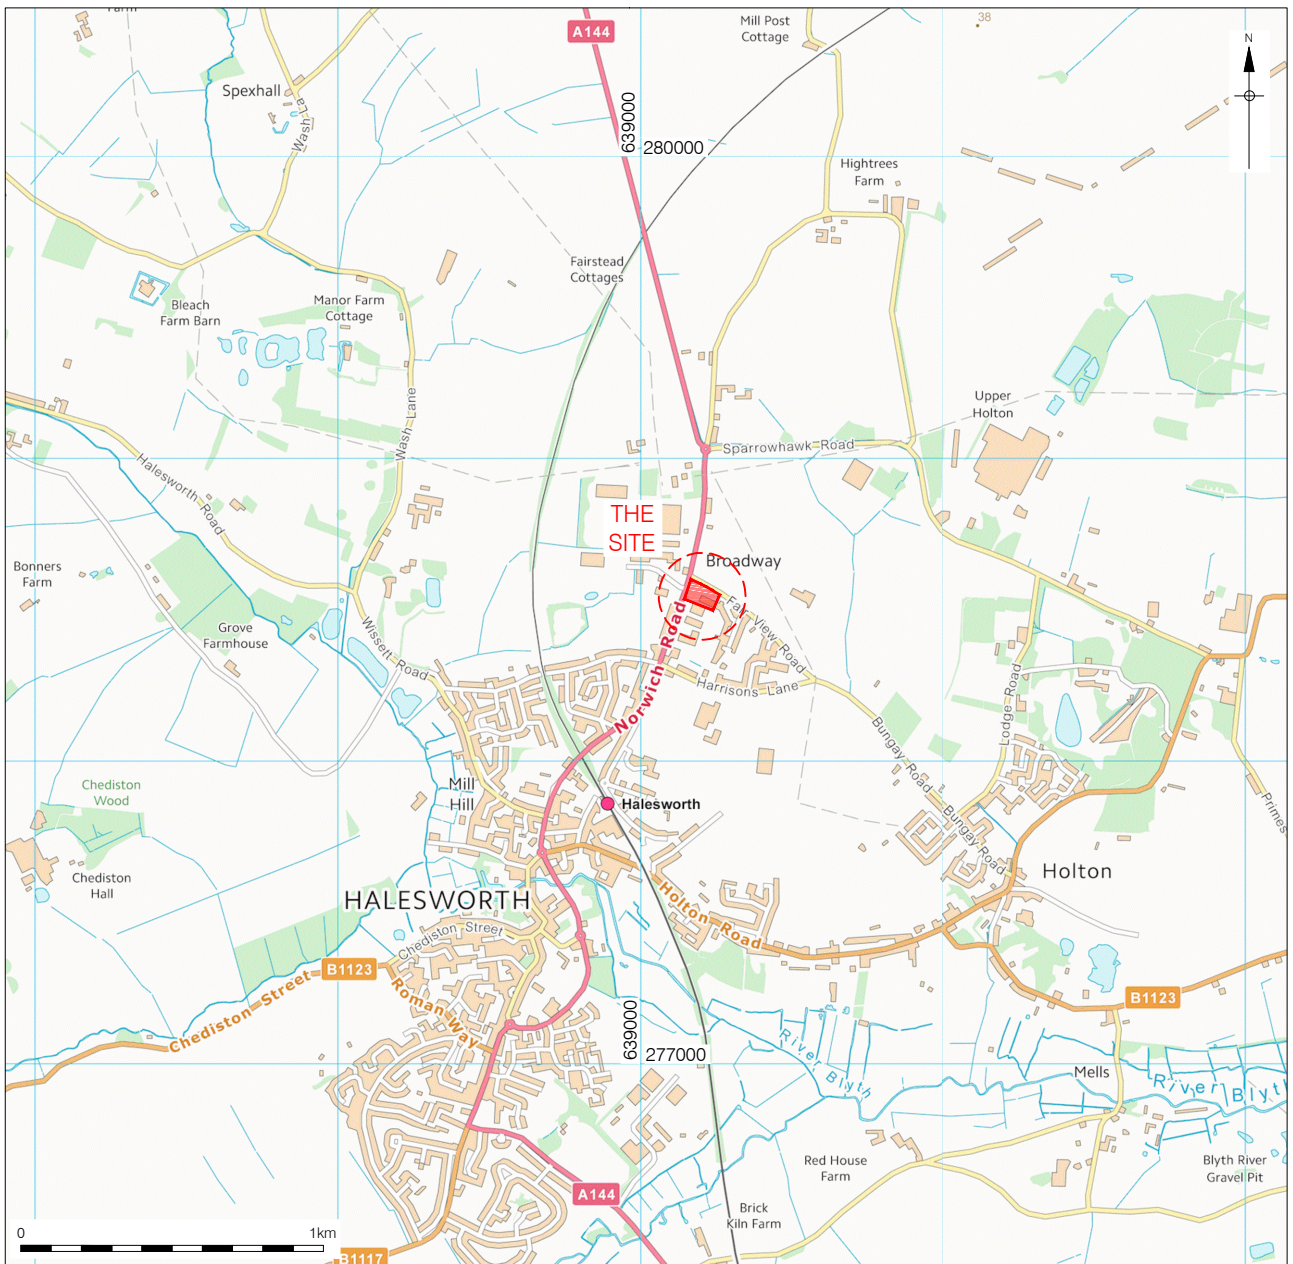 Farm
A144
Mill Post
Cottage
38
N
Spexhall
Wash La
639000
280000
Hightrees
Farm
Fairstead
Cottages
Bleach
Farm Barn
Manor Farm
Cottage
Wash Lane
Upper
Holton
Sparrowhawk Road
Halesworth Road
THE
SITE
Broadway
Bonners
Farm
Fair View Road
Grove
Farmhouse
Wissett Road
Norwich Road
Harrisons Lane
Lodge Road
Bungay Road
Chediston
Wood
Mill
Hill
Halesworth
Primes
Bungay Road
Chediston
Hall
Holton
HALESWORTH
Holton Road
Chediston Street
B1123
Roman Way
Chediston Street
B1123
639000
277000
River Blyth
Mells
River Blyth
Red House
Farm
Blyth River
Gravel Pit
A144
Brick
Kiln Farm
0
1km
B1117